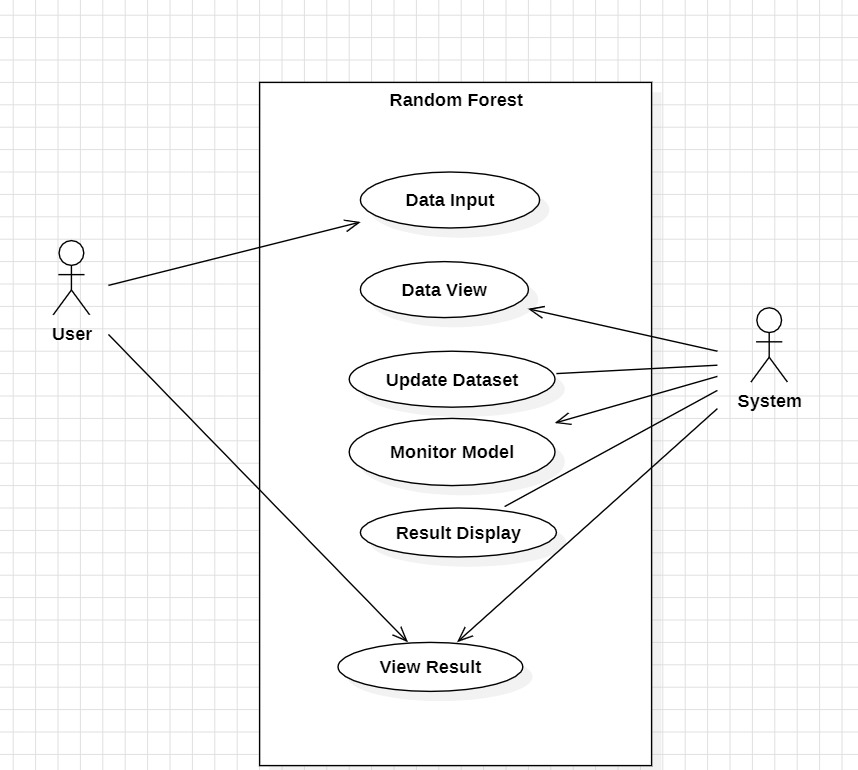 Random Forest
Data Input
Data View
User
Update Dataset
System
Monitor Model
Result Display
View Result